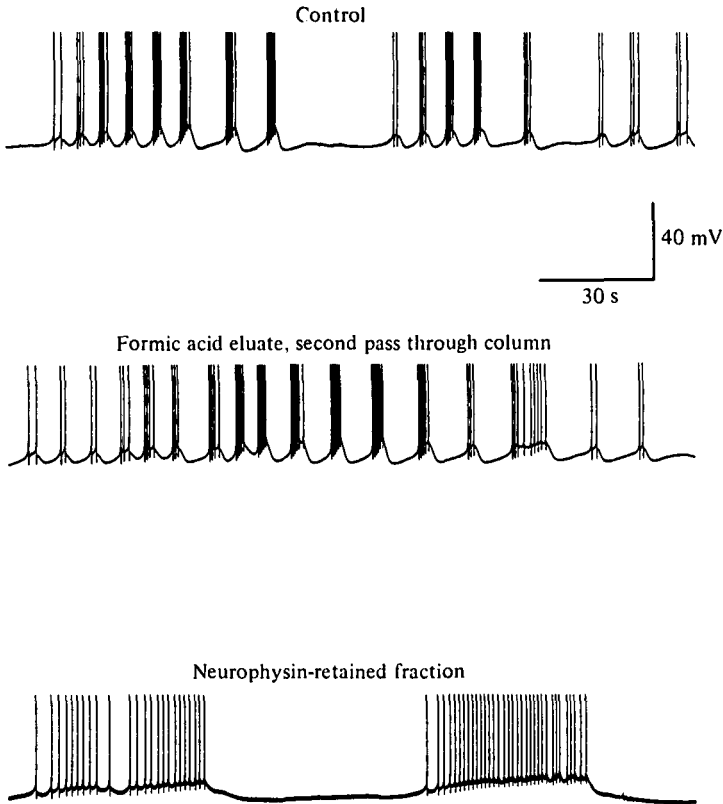 Control
40 mV
30 s
Formic acid eluate, second pass through column
Neurophysin-retained fraction